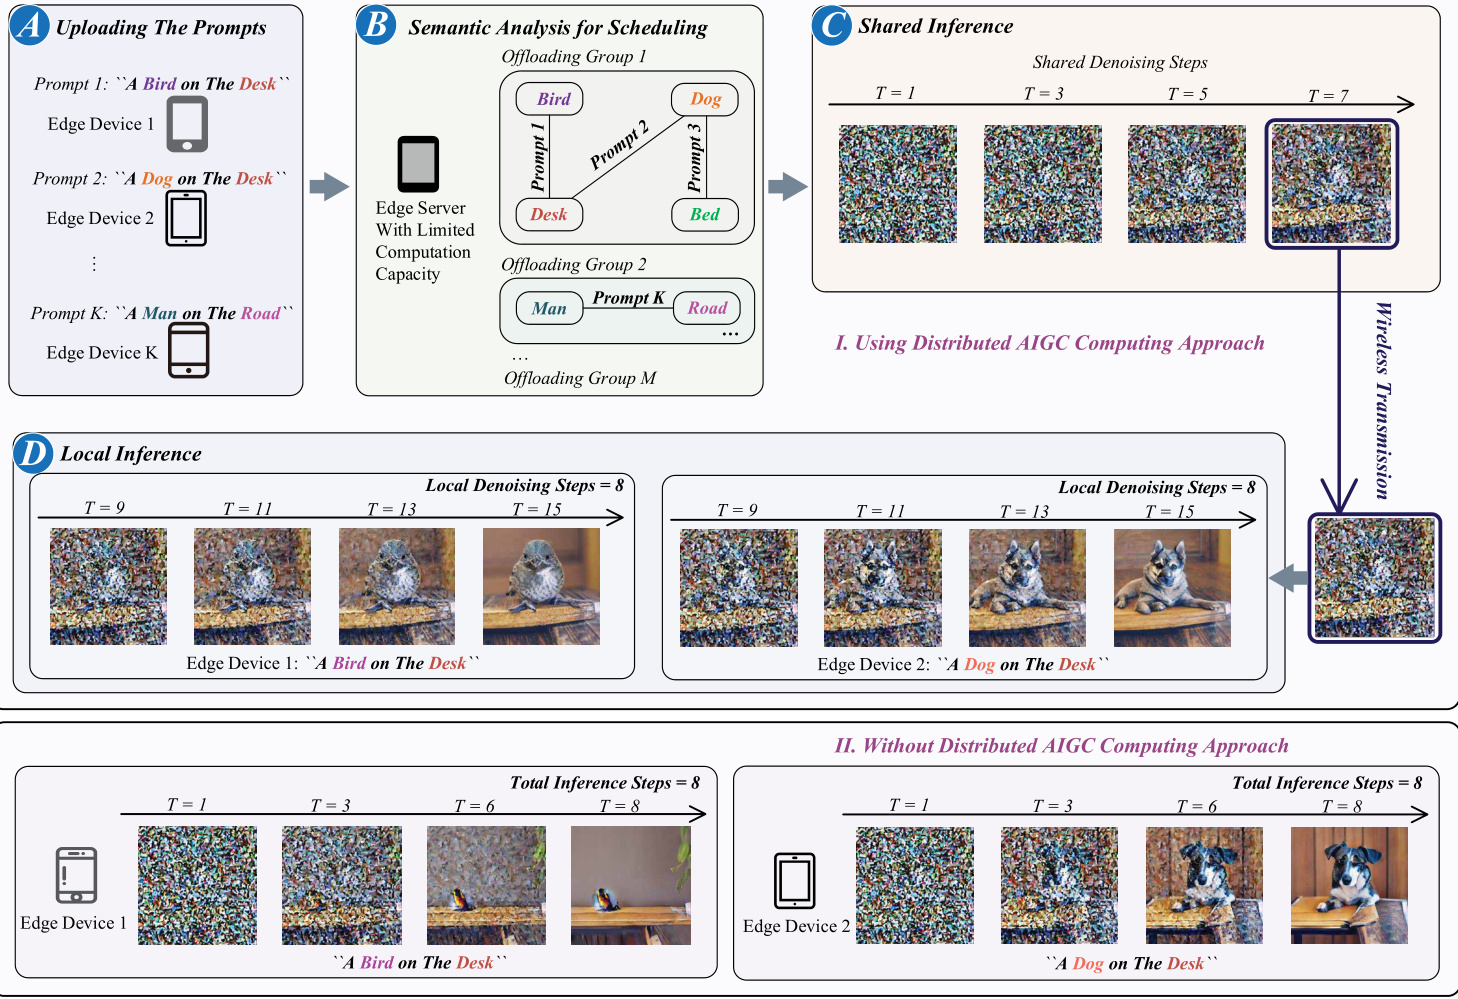 A Uploading The Prompts
Prompt 1: ``A Bird on The Desk``
Edge Device 1
Prompt 2: ``A Dog on The Desk``
Edge Device 2
⋮
Prompt K: ``A Man on The Road``
Edge Device K
B Semantic Analysis for Scheduling
Edge Server
With Limited
Computation
Capacity
Offloading Group 1
Bird
Dog
Prompt 1
Prompt 2
Prompt 3
Desk
Bed
Offloading Group 2
Man
Prompt K
Road
...
...
Offloading Group M
C Shared Inference
Shared Denoising Steps
T = 1
T = 3
T = 5
T = 7
Wireless Transmission
I. Using Distributed AIGC Computing Approach
D Local Inference
Local Denoising Steps = 8
T = 9
T = 11
T = 13
T = 15
Edge Device 1: ``A Bird on The Desk``
Local Denoising Steps = 8
T = 9
T = 11
T = 13
T = 15
Edge Device 2: ``A Dog on The Desk``
II. Without Distributed AIGC Computing Approach
Total Inference Steps = 8
T = 1
T = 3
T = 6
T = 8
Edge Device 1
``A Bird on The Desk``
Total Inference Steps = 8
T = 1
T = 3
T = 6
T = 8
Edge Device 2
``A Dog on The Desk``